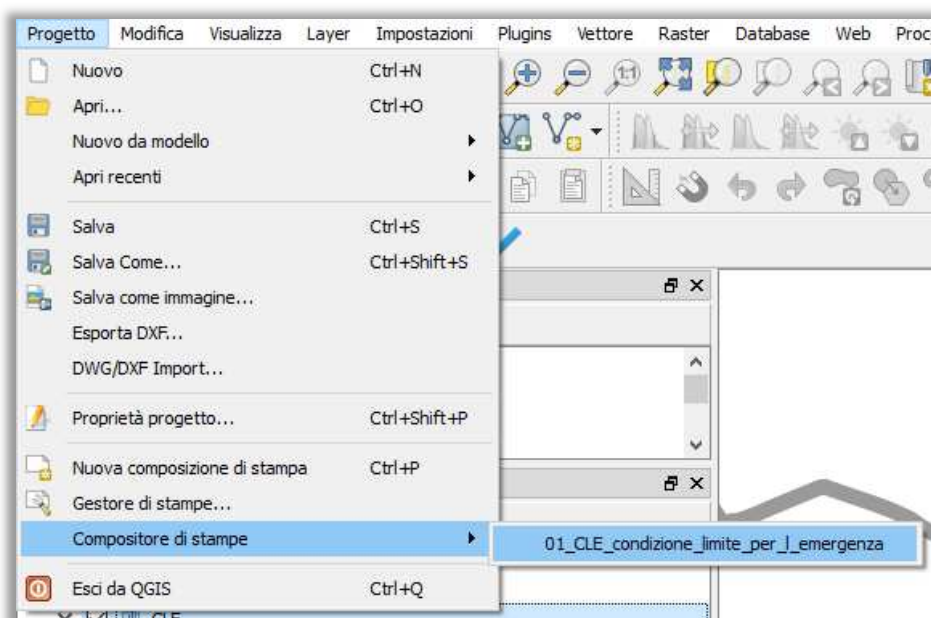 Progetto Modifica Visualizza Layer Impostazioni Plugins Vettore Raster Database Web
Nuovo Ctrl+N
Apri... Ctrl+O
Nuovo da modello
Apri recenti
Salva Ctrl+S
Salva Come... Ctrl+Shift+S
Salva come immagine...
Esporta DXF...
DWG/DXF Import...
Proprietà progetto... Ctrl+Shift+P
Nuova composizione di stampa Ctrl+P
Gestore di stampe...
Compositore di stampe
01_CLE_condizione_limite_per_l_emergenza
Esci da QGIS Ctrl+Q